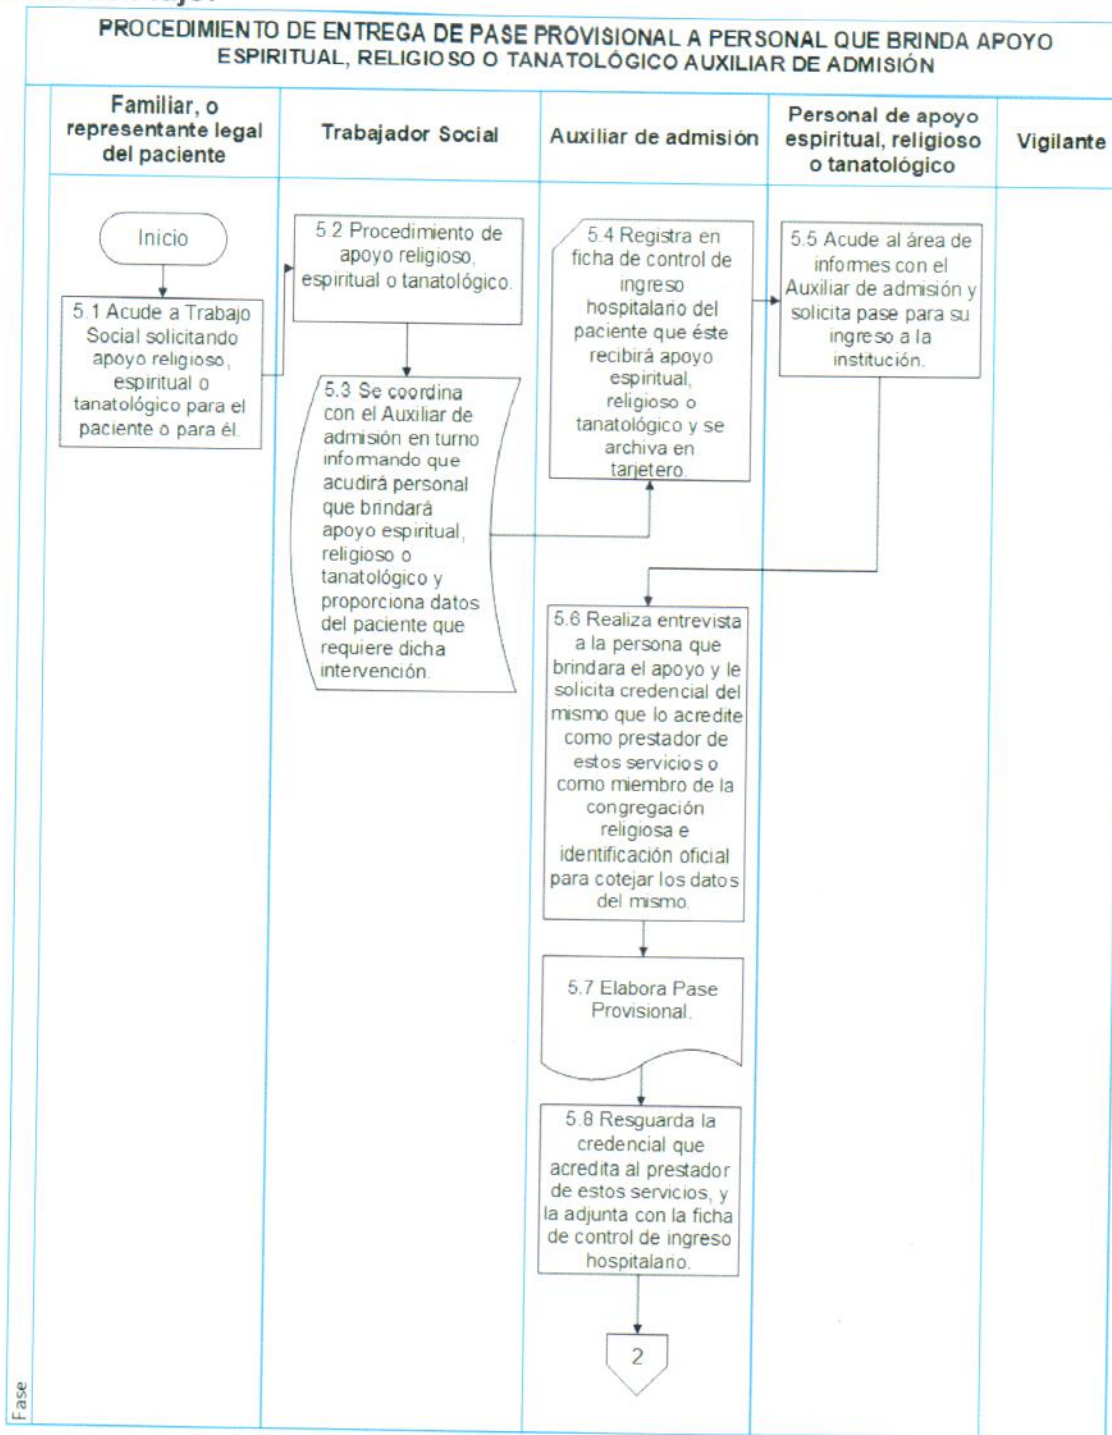 PROCEDIMIENTO DE ENTREGA DE PASE PROVISIONAL A PERSONAL QUE BRINDA APOYO
ESPIRITUAL, RELIGIOSO O TANATOLÓGICO AUXILIAR DE ADMISIÓN
Familiar, o
representante legal
del paciente
Trabajador Social
Auxiliar de admisión
Personal de apoyo
espiritual, religioso
o tanatológico
Vigilante
Inicio
5.1 Acude a Trabajo
Social solicitando
apoyo religioso,
espiritual o
tanatológico para el
paciente o para él.
5.2 Procedimiento de
apoyo religioso,
espiritual o tanatológico.
5.3 Se coordina
con el Auxiliar de
admisión en turno
informando que
acudirá personal
que brindará
apoyo espiritual,
religioso o
tanatológico y
proporciona datos
del paciente que
requiere dicha
intervención.
5.4 Registra en
ficha de control de
ingreso
hospitalario del
paciente que éste
recibirá apoyo
espiritual,
religioso o
tanatológico y se
archiva en
tarjetero.
5.5 Acude al área de
informes con el
Auxiliar de admisión y
solicita pase para su
ingreso a la
institución.
5.6 Realiza entrevista
a la persona que
brindara el apoyo y le
solicita credencial del
mismo que lo acredite
como prestador de
estos servicios o
como miembro de la
congregación
religiosa e
identificación oficial
para cotejar los datos
del mismo.
5.7 Elabora Pase
Provisional.
5.8 Resguarda la
credencial que
acredita al prestador
de estos servicios, y
la adjunta con la ficha
de control de ingreso
hospitalario.
2
Fase